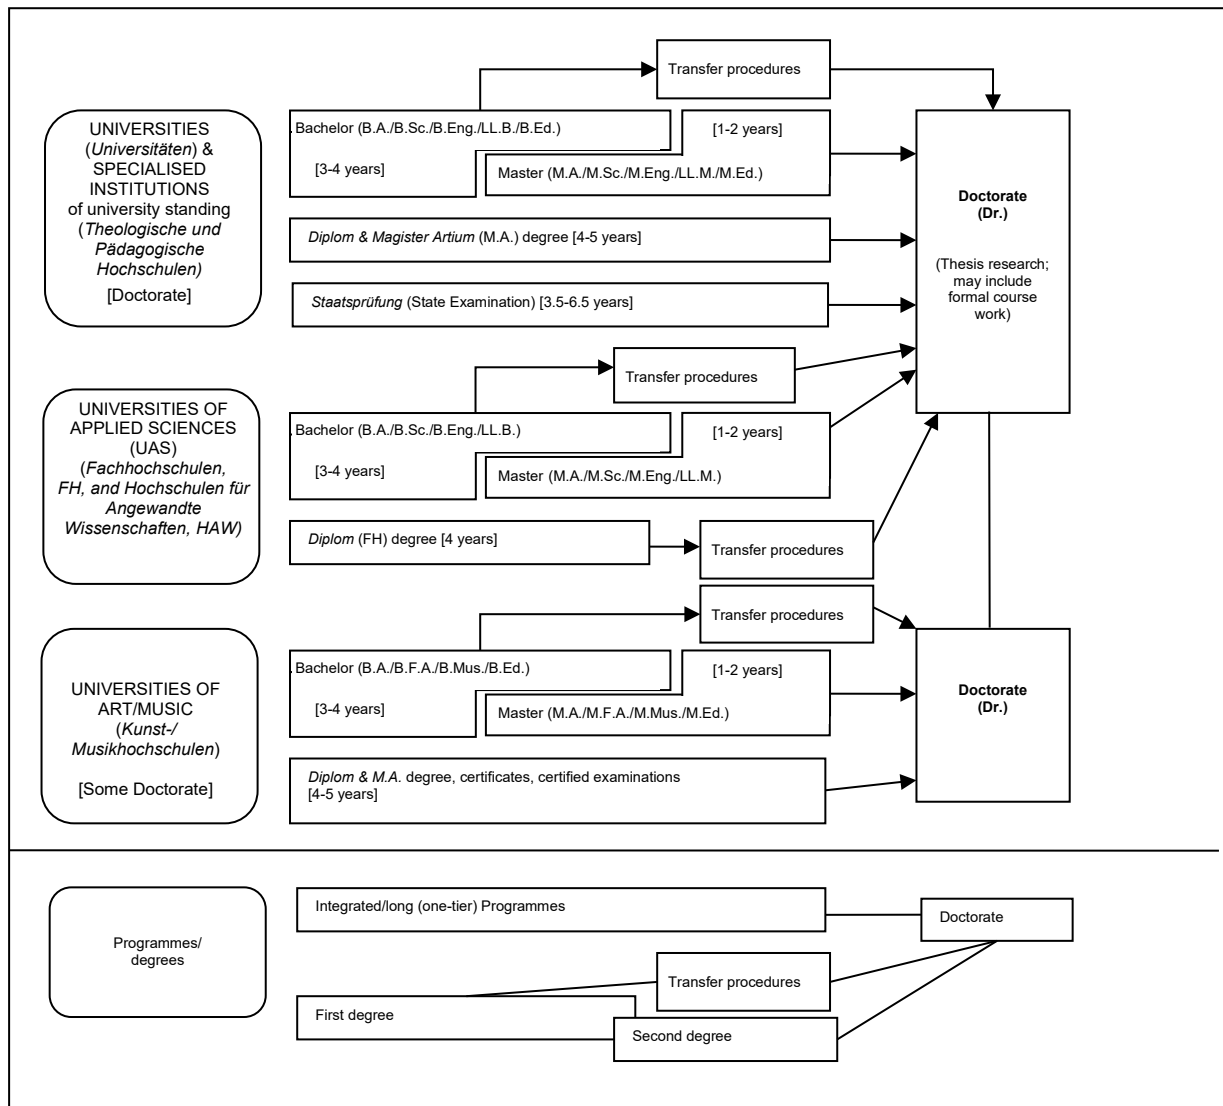 Transfer procedures
UNIVERSITIES
(Universitäten) &
SPECIALISED
INSTITUTIONS
of university standing
(Theologische und
Pädagogische
Hochschulen)
[Doctorate]
. Bachelor (B.A./B.Sc./B.Eng./LL.B./B.Ed.)
[1-2 years]
[3-4 years]
Master (M.A./M.Sc./M.Eng./LL.M./M.Ed.)
Diplom & Magister Artium (M.A.) degree [4-5 years]
Staatsprüfung (State Examination) [3.5-6.5 years]
Doctorate
(Dr.)
(Thesis research;
may include
formal course
work)
Transfer procedures
UNIVERSITIES OF
APPLIED SCIENCES
(UAS)
(Fachhochschulen,
FH, and Hochschulen für
Angewandte
Wissenschaften, HAW)
. Bachelor (B.A./B.Sc./B.Eng./LL.B.)
[1-2 years]
[3-4 years]
Master (M.A./M.Sc./M.Eng./LL.M.)
Diplom (FH) degree [4 years]
Transfer procedures
Transfer procedures
UNIVERSITIES OF
ART/MUSIC
(Kunst-/
Musikhochschulen)
[Some Doctorate]
. Bachelor (B.A./B.F.A./B.Mus./B.Ed.)
[1-2 years]
[3-4 years]
Master (M.A./M.F.A./M.Mus./M.Ed.)
Diplom & M.A. degree, certificates, certified examinations
[4-5 years]
Doctorate
(Dr.)
Programmes/
degrees
Integrated/long (one-tier) Programmes
Doctorate
Transfer procedures
First degree
Second degree